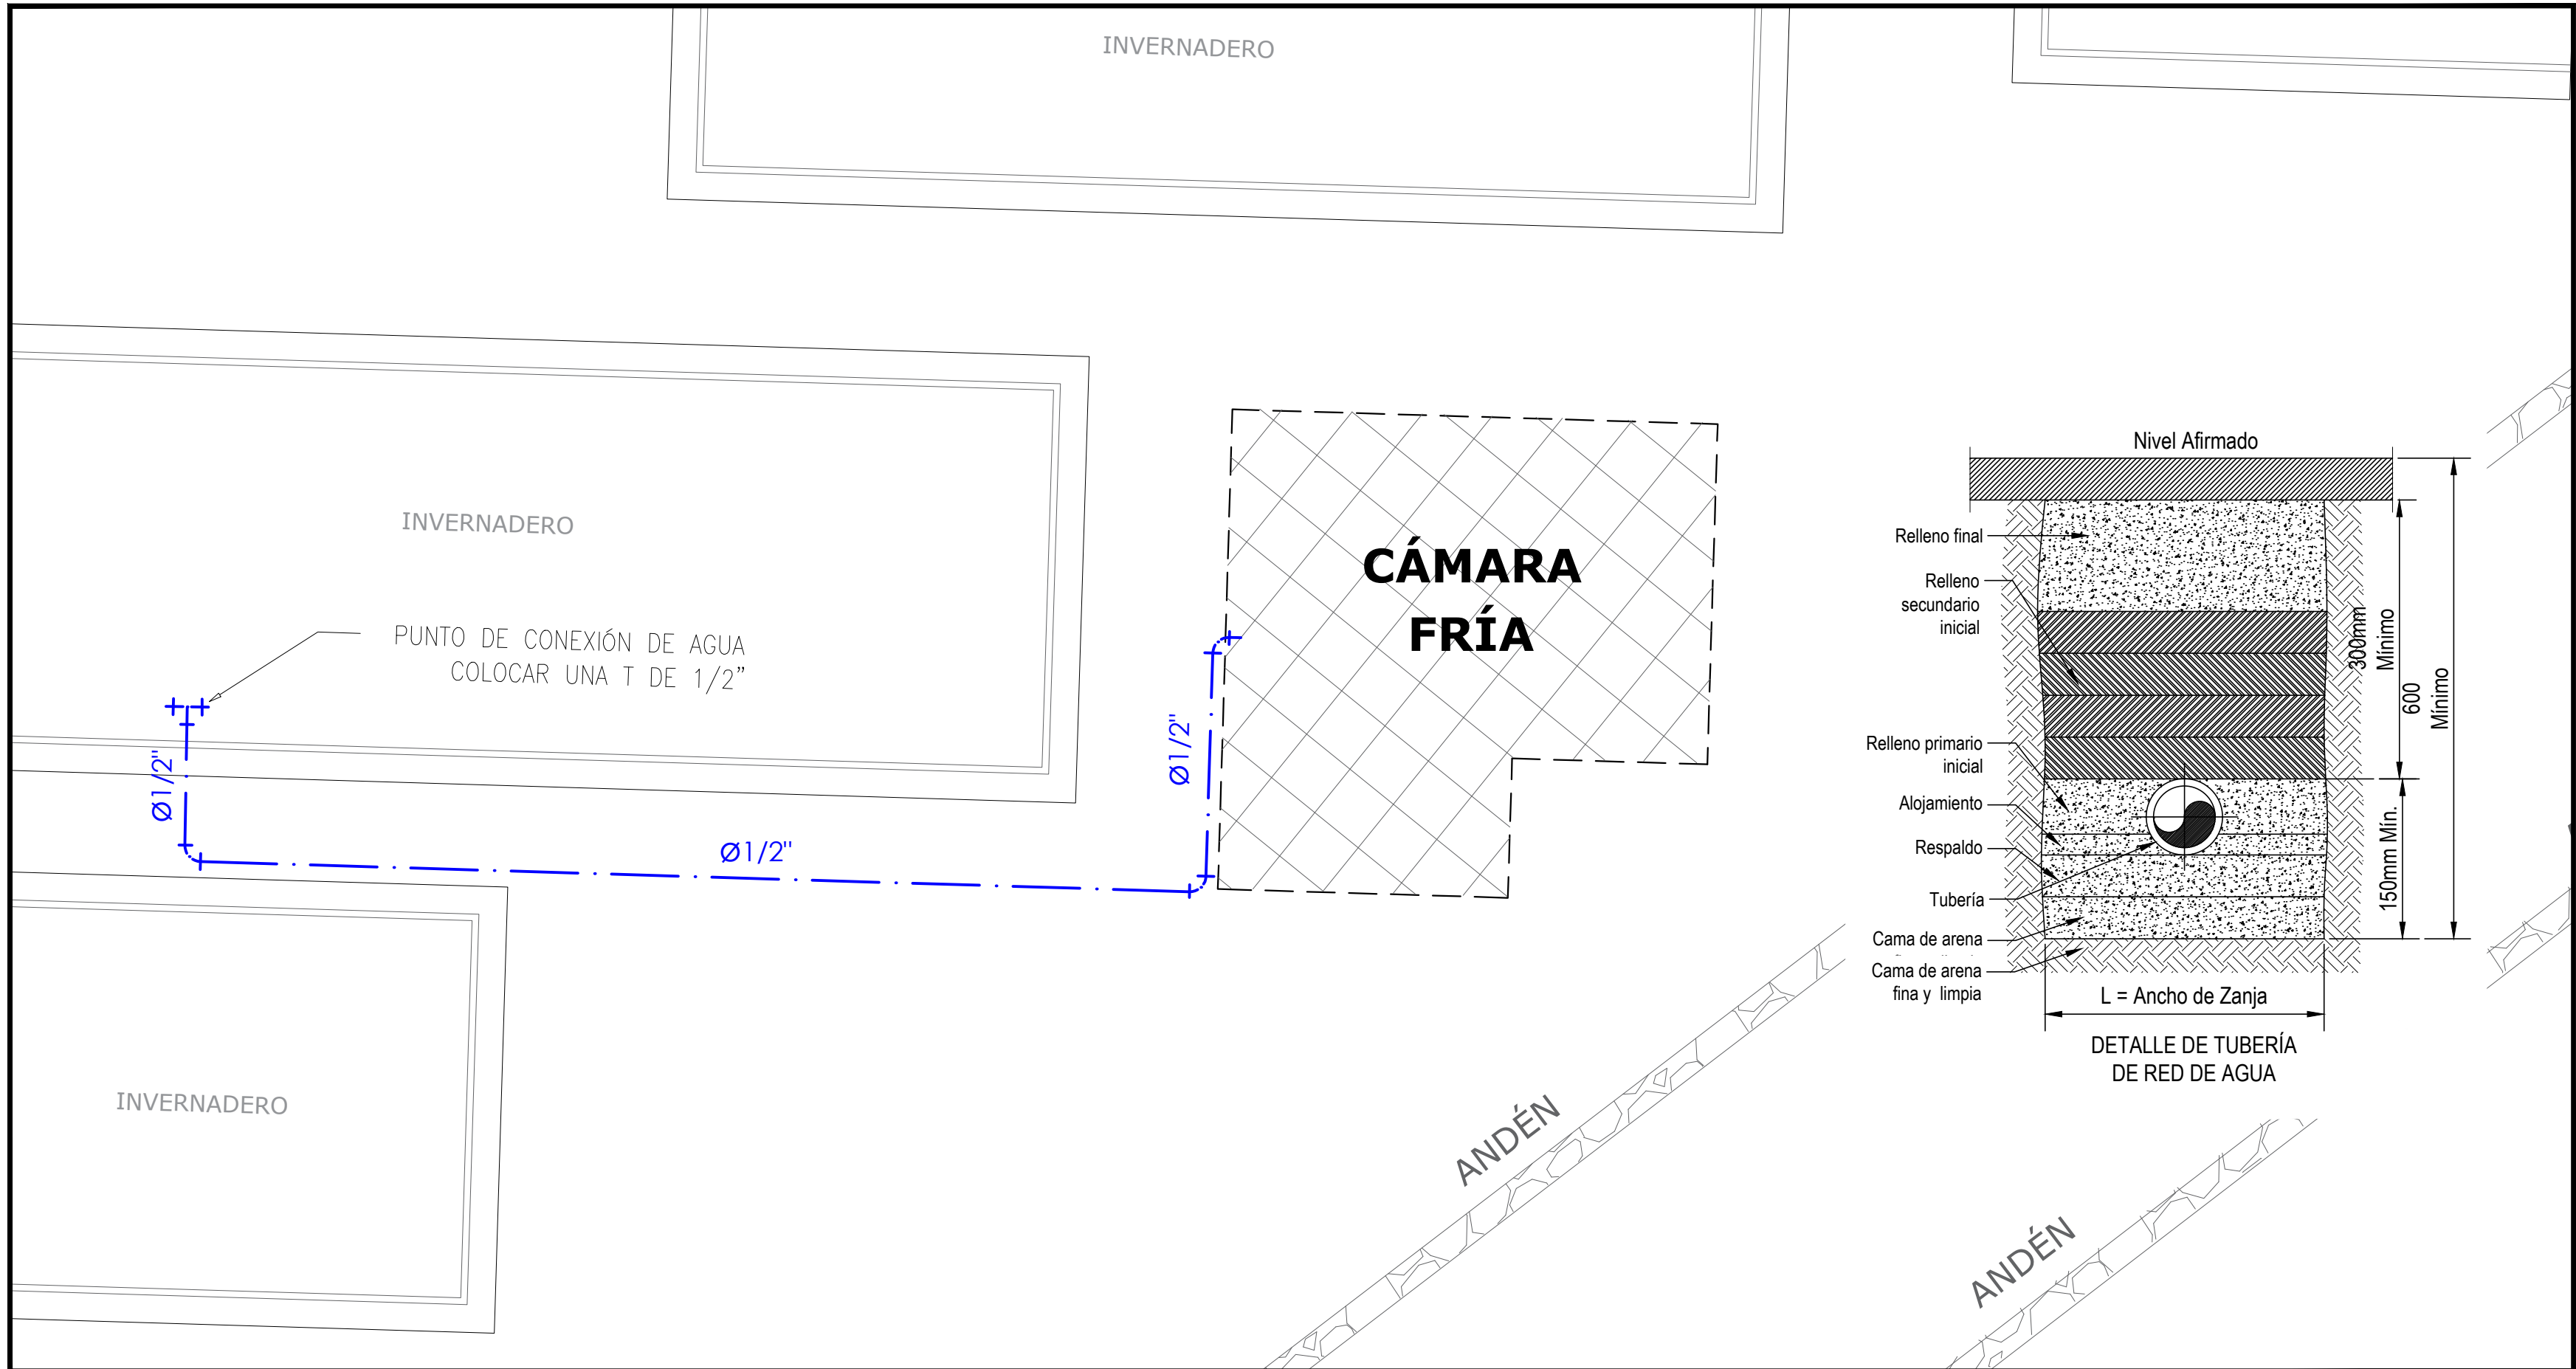 INVERNADERO
INVERNADERO
PUNTO DE CONEXIÓN DE AGUA
COLOCAR UNA T DE 1/2”
Ø1/2"
Ø1/2"
Ø1/2"
CÁMARA
FRÍA
INVERNADERO
ANDÉN
ANDÉN
Nivel Afirmado
Relleno final
Relleno
secundario
inicial
Relleno primario
inicial
Alojamiento
Respaldo
Tubería
Cama de arena
Cama de arena
fina y limpia
300mm
Mínimo
600
Mínimo
150mm Mín.
L = Ancho de Zanja
DETALLE DE TUBERÍA
DE RED DE AGUA